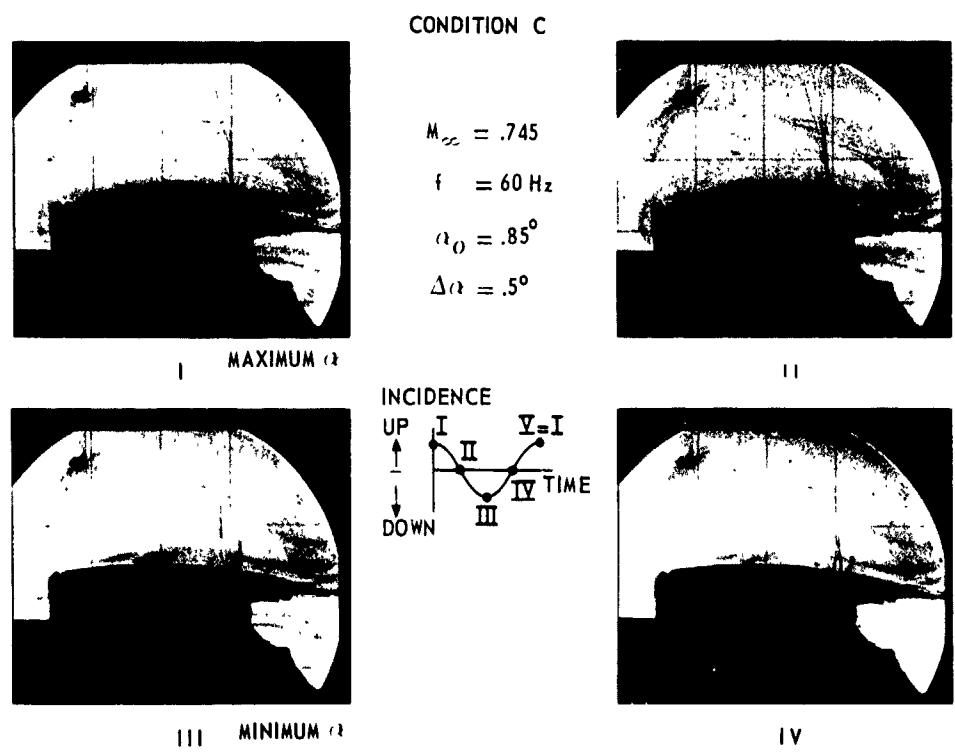 CONDITION C
M∞ = .745
f = 60 Hz
α0 = .85°
Δα = .5°
I MAXIMUM α
II
INCIDENCE
UP
DOWN
I
II
III
IV
V=I
TIME
III MINIMUM α
IV